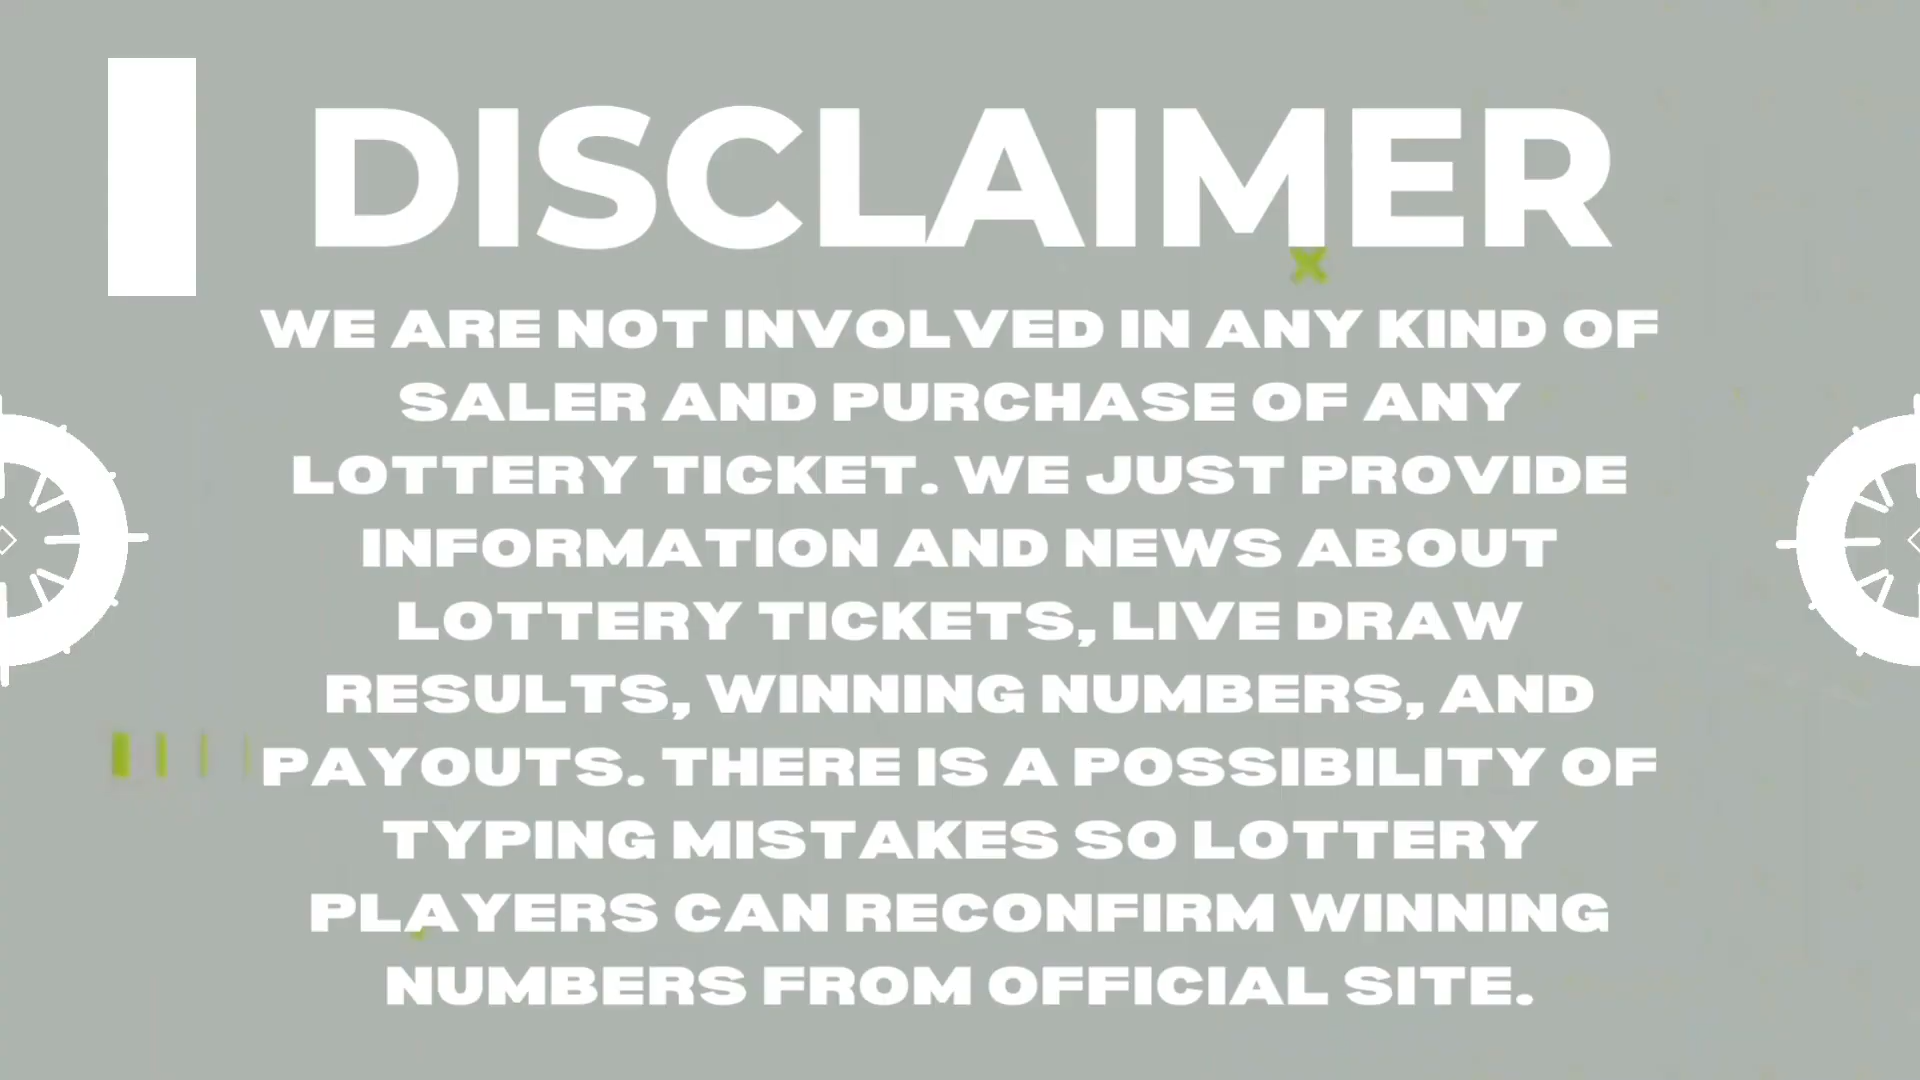 DISCLAIMER
WE ARE NOT INVOLVED IN ANY KIND OF
SALER AND PURCHASE OF ANY
LOTTERY TICKET. WE JUST PROVIDE
INFORMATION AND NEWS ABOUT
LOTTERY TICKETS, LIVE DRAW
RESULTS, WINNING NUMBERS, AND
PAYOUTS. THERE IS A POSSIBILITY OF
TYPING MISTAKES SO LOTTERY
PLAYERS CAN RECONFIRM WINNING
NUMBERS FROM OFFICIAL SITE.